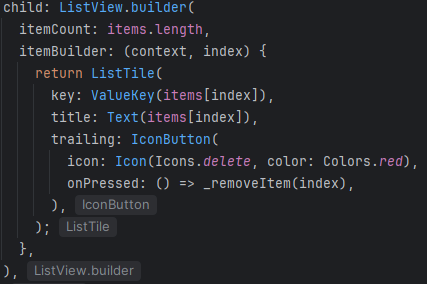 child: ListView.builder(
  itemCount: items.length,
  itemBuilder: (context, index) {
    return ListTile(
      key: ValueKey(items[index]),
      title: Text(items[index]),
      trailing: IconButton(
        icon: Icon(Icons.delete, color: Colors.red),
        onPressed: () => _removeItem(index),
      ), IconButton
    ); ListTile
  },
), ListView.builder